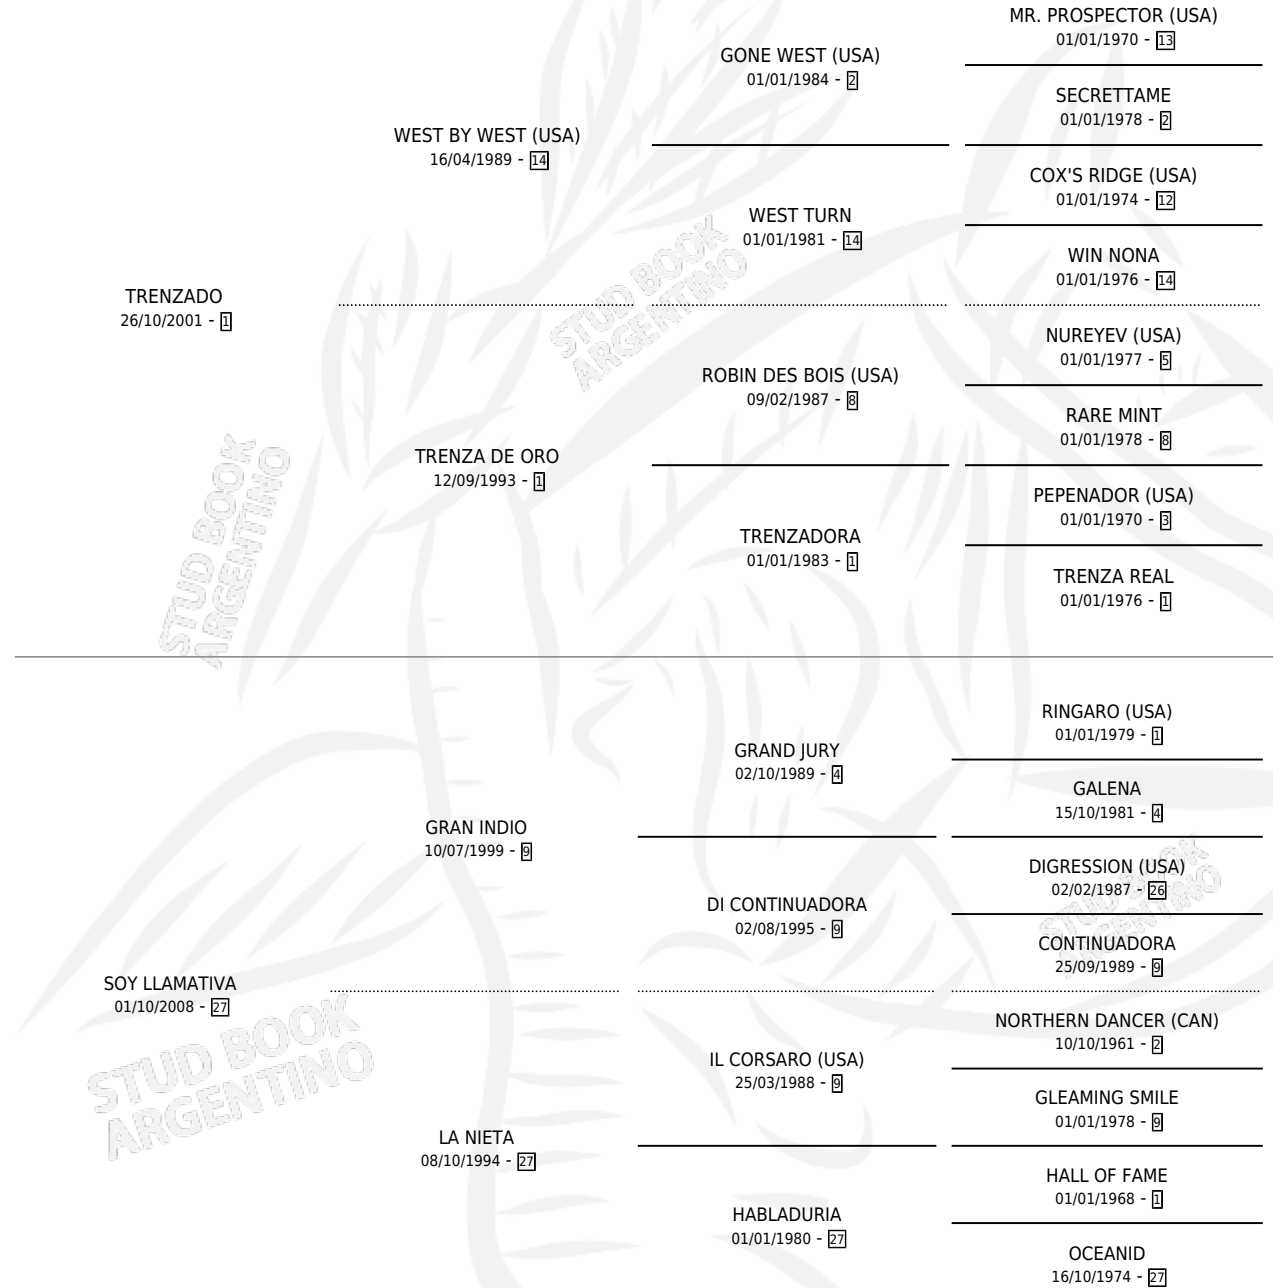 MR. PROSPECTOR (USA)
01/01/1970 - 13
GONE WEST (USA)
01/01/1984 - 2
SECRETTAME
01/01/1978 - 2
WEST BY WEST (USA)
16/04/1989 - 14
COX'S RIDGE (USA)
01/01/1974 - 12
WEST TURN
01/01/1981 - 14
WIN NONA
01/01/1976 - 14
TRENZADO
26/10/2001 - 1
NUREYEV (USA)
01/01/1977 - 5
ROBIN DES BOIS (USA)
09/02/1987 - 8
RARE MINT
01/01/1978 - 8
TRENZA DE ORO
12/09/1993 - 1
PEPENADOR (USA)
01/01/1970 - 3
TRENZADORA
01/01/1983 - 1
TRENZA REAL
01/01/1976 - 1
STUD BOOK
ARGENTINO
STUD BOOK
ARGENTINO
RINGARO (USA)
01/01/1979 - 1
GRAND JURY
02/10/1989 - 4
GALENA
15/10/1981 - 4
GRAN INDIO
10/07/1999 - 9
DIGRESSION (USA)
02/02/1987 - 26
DI CONTINUADORA
02/08/1995 - 9
CONTINUADORA
25/09/1989 - 9
STUD BOOK
ARGENTINO
SOY LLAMATIVA
01/10/2008 - 27
NORTHERN DANCER (CAN)
10/10/1961 - 2
IL CORSARO (USA)
25/03/1988 - 9
GLEAMING SMILE
01/01/1978 - 9
STUD BOOK
ARGENTINO
LA NIETA
08/10/1994 - 27
HALL OF FAME
01/01/1968 - 1
HABLADURIA
01/01/1980 - 27
OCEANID
16/10/1974 - 27